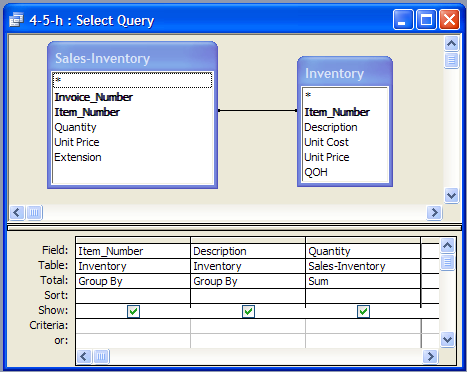 4-5-h : Select Query
Sales-Inventory
*
Invoice_Number
Item_Number
Quantity
Unit Price
Extension
Inventory
*
Item_Number
Description
Unit Cost
Unit Price
QOH
Field: Item_Number Description Quantity
Table: Inventory Inventory Sales-Inventory
Total: Group By Group By Sum
Sort:
Show:
Criteria:
or: